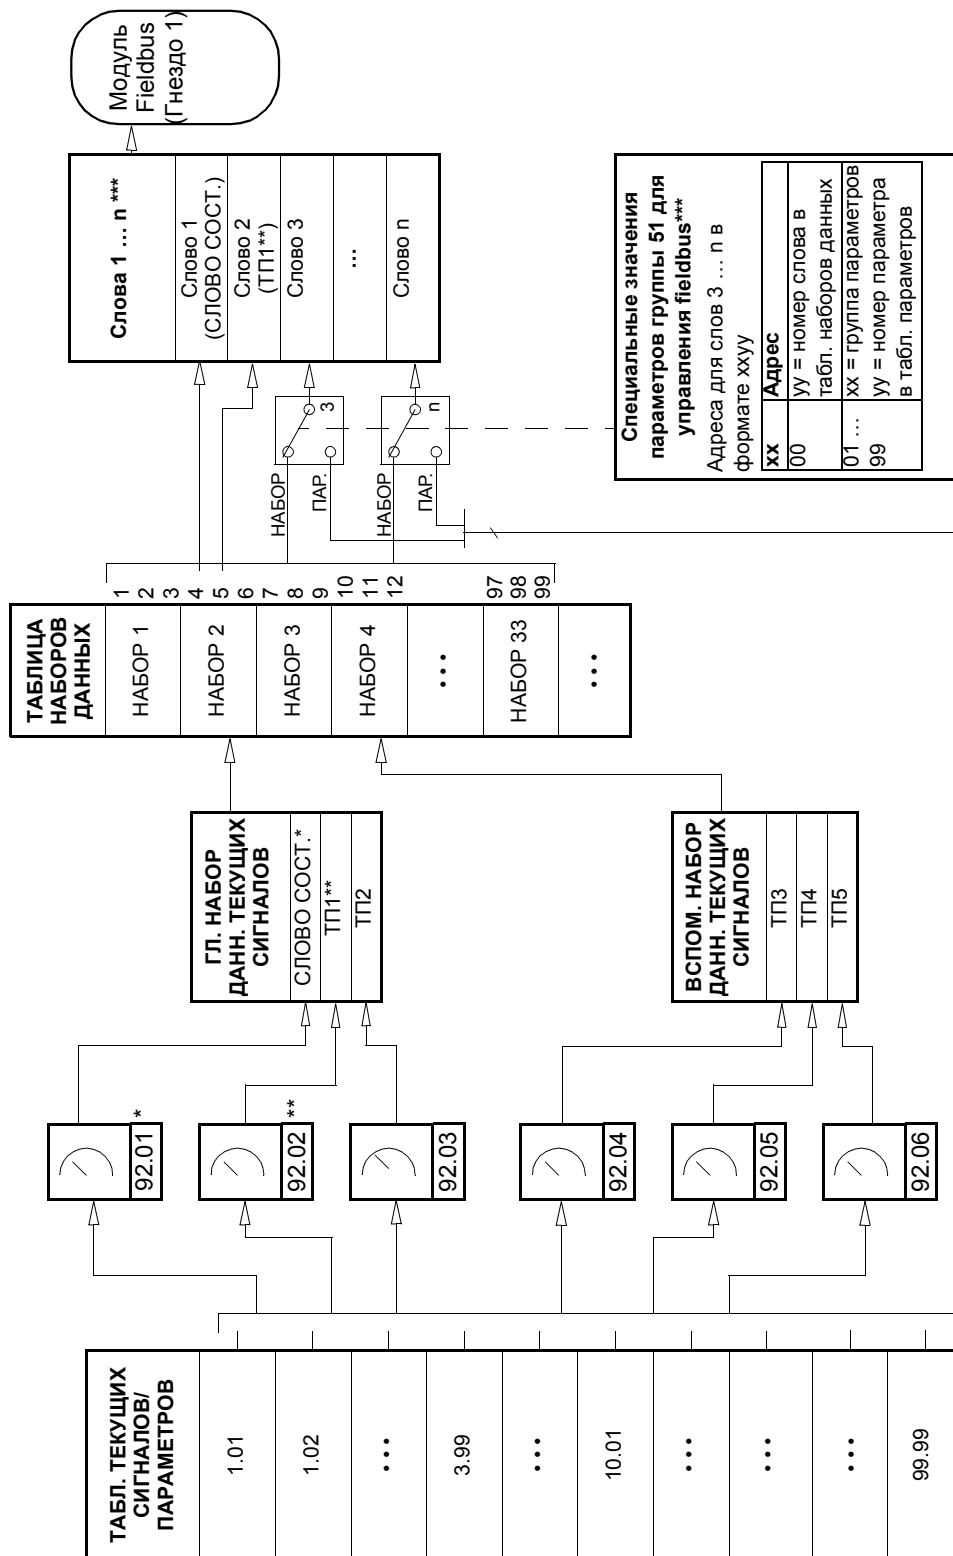 ТАБЛ. ТЕКУЩИХ
СИГНАЛОВ/
ПАРАМЕТРОВ
1.01
1.02
...
3.99
...
10.01
...
...
...
99.99
92.01
*
92.02
**
92.03
92.04
92.05
92.06
ГЛ. НАБОР
ДАНН. ТЕКУЩИХ
СИГНАЛОВ
СЛОВО СОСТ.*
ТП1**
ТП2
ВСПОМ. НАБОР
ДАНН. ТЕКУЩИХ
СИГНАЛОВ
ТП3
ТП4
ТП5
ТАБЛИЦА
НАБОРОВ
ДАННЫХ
НАБОР 1
НАБОР 2
НАБОР 3
НАБОР 4
...
НАБОР 33
...
1
2
3
4
5
6
7
8
9
10
11
12
97
98
99
НАБОР
ПАР.
3
НАБОР
ПАР.
n
Слова 1 ... n ***
Слово 1
(СЛОВО СОСТ.)
Слово 2
(ТП1**)
Слово 3
...
Слово n
Модуль
Fieldbus
(Гнездо 1)
Специальные значения
параметров группы 51 для
управления fieldbus***
Адреса для слов 3 ... n в
формате xxyy
xx Адрес
00 yy = номер слова в
табл. наборов данных
01 ... xx = группа параметров
99 yy = номер параметра
в табл. параметров